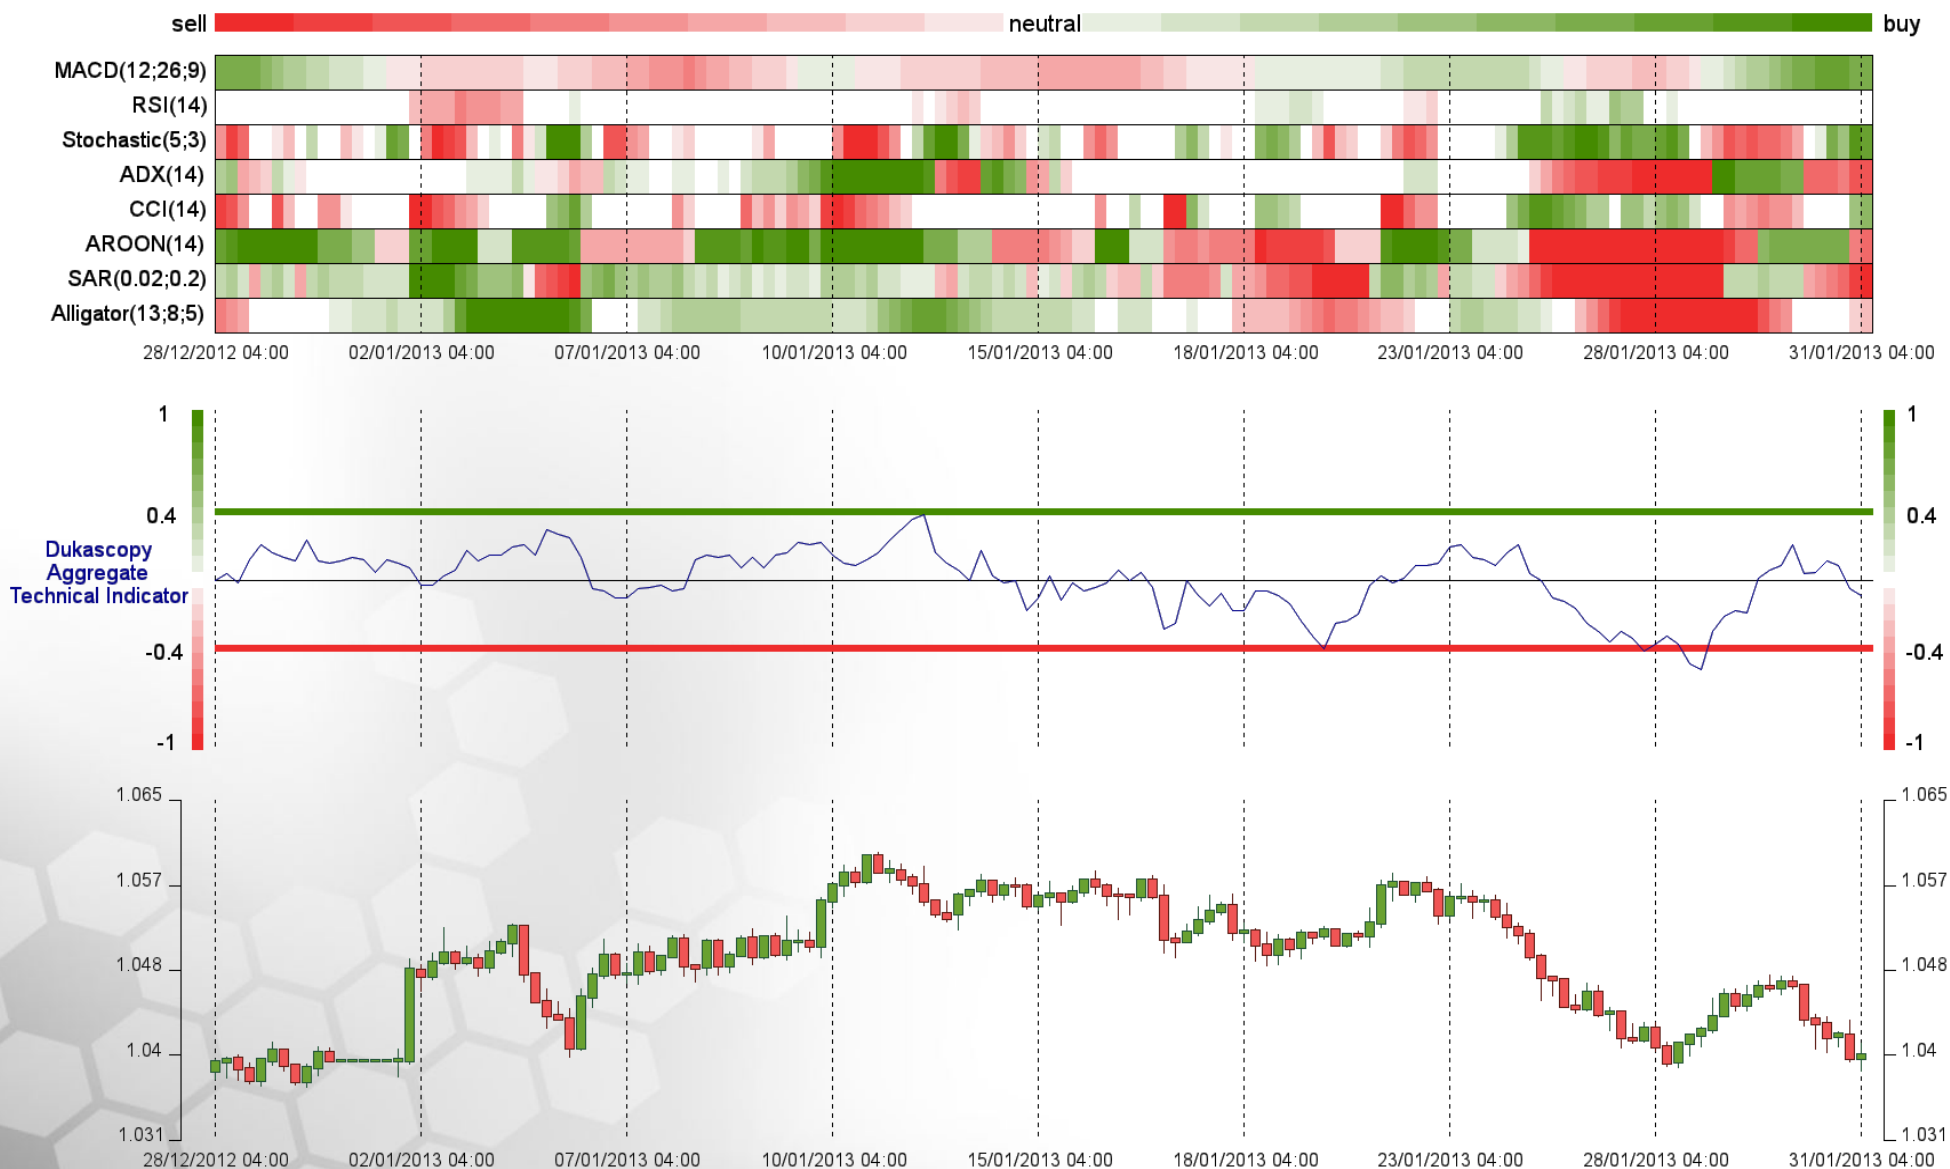 sell neutral buy
MACD(12;26;9)
RSI(14)
Stochastic(5;3)
ADX(14)
CCI(14)
AROON(14)
SAR(0.02;0.2)
Alligator(13;8;5)
28/12/2012 04:00 02/01/2013 04:00 07/01/2013 04:00 10/01/2013 04:00 15/01/2013 04:00 18/01/2013 04:00 23/01/2013 04:00 28/01/2013 04:00 31/01/2013 04:00
1 1
0.4 0.4
Dukascopy
Aggregate
Technical Indicator
-0.4 -0.4
-1 -1
1.065 1.065
1.057 1.057
1.048 1.048
1.04 1.04
1.031 1.031
28/12/2012 04:00 02/01/2013 04:00 07/01/2013 04:00 10/01/2013 04:00 15/01/2013 04:00 18/01/2013 04:00 23/01/2013 04:00 28/01/2013 04:00 31/01/2013 04:00